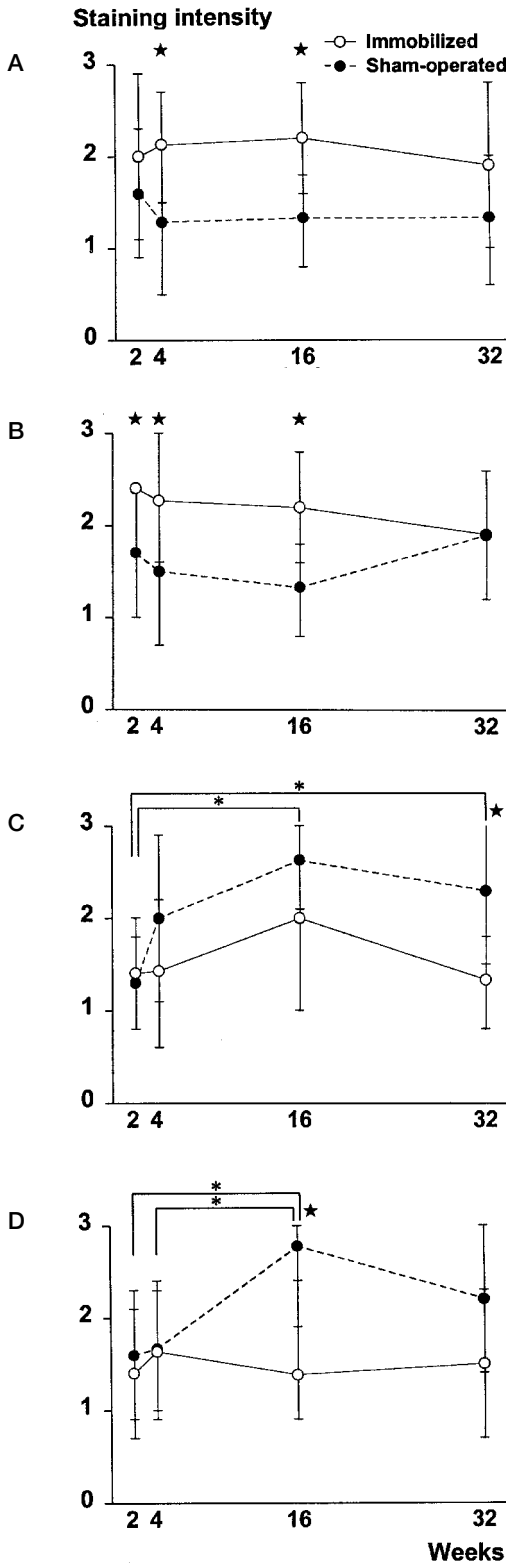 Staining intensity
Immobilized
Sham-operated
A
★ ★
3
2
1
0
2 4 16 32
B
★ ★ ★
3
2
1
0
2 4 16 32
C
*
*
★
3
2
1
0
2 4 16 32
D
*
*
★
3
2
1
0
2 4 16 32
Weeks